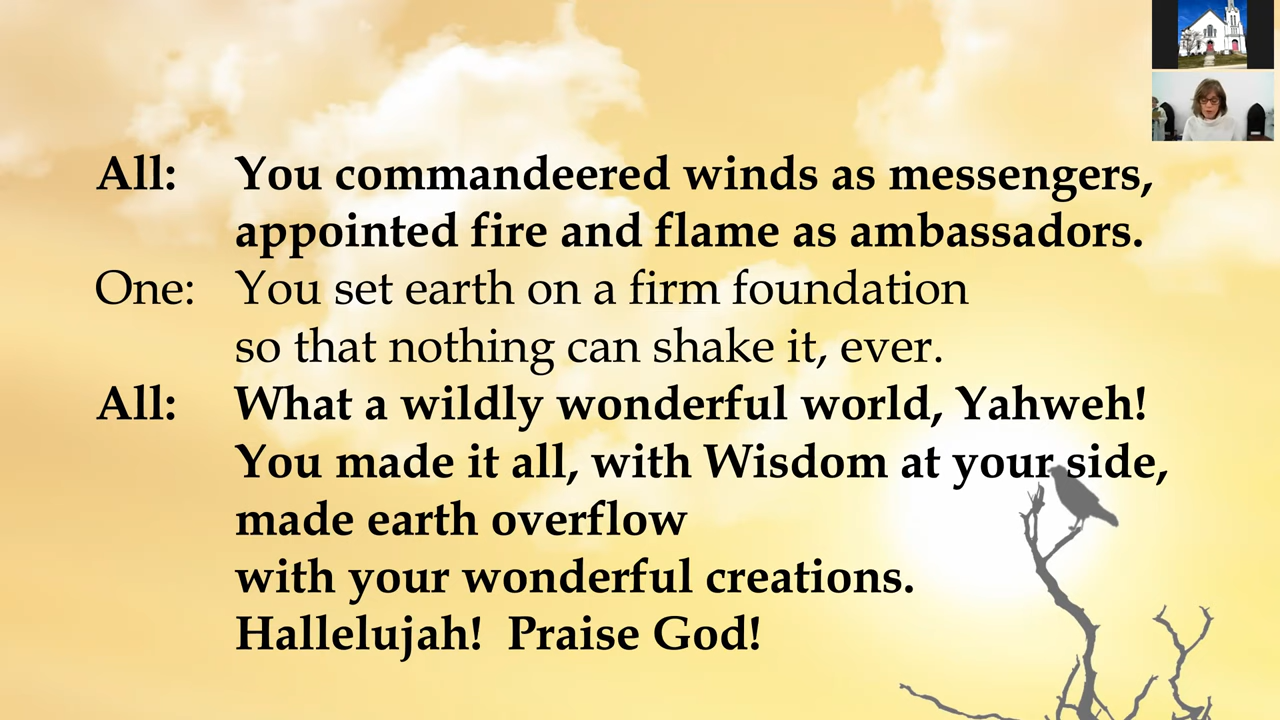 All: You commandeered winds as messengers,
appointed fire and flame as ambassadors.
One: You set earth on a firm foundation
so that nothing can shake it, ever.
All: What a wildly wonderful world, Yahweh!
You made it all, with Wisdom at your side,
made earth overflow
with your wonderful creations.
Hallelujah! Praise God!